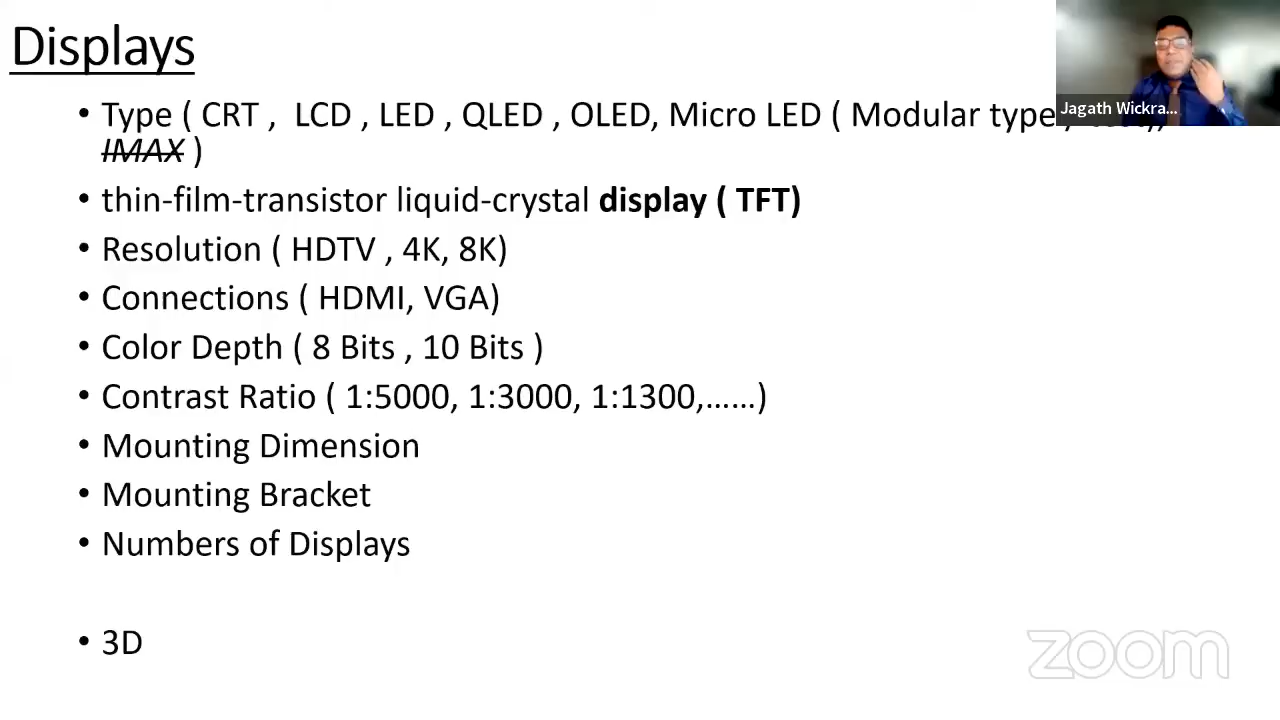 Displays
• Type ( CRT , LCD , LED , QLED , OLED, Micro LED ( Modular type
IMAX )
• thin-film-transistor liquid-crystal display ( TFT)
• Resolution ( HDTV , 4K, 8K)
• Connections ( HDMI, VGA)
• Color Depth ( 8 Bits , 10 Bits )
• Contrast Ratio ( 1:5000, 1:3000, 1:1300,......)
• Mounting Dimension
• Mounting Bracket
• Numbers of Displays
• 3D
Jagath Wickra...
zoom